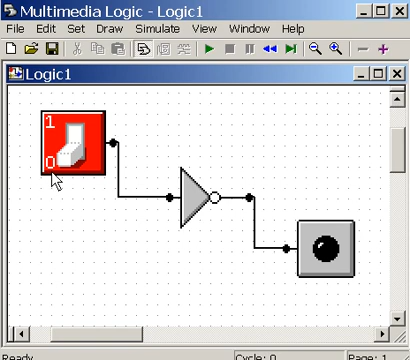 Multimedia Logic - Logic1
File Edit Set Draw Simulate View Window Help
Logic1
1
0
Ready Cycle: 0 Page: 1